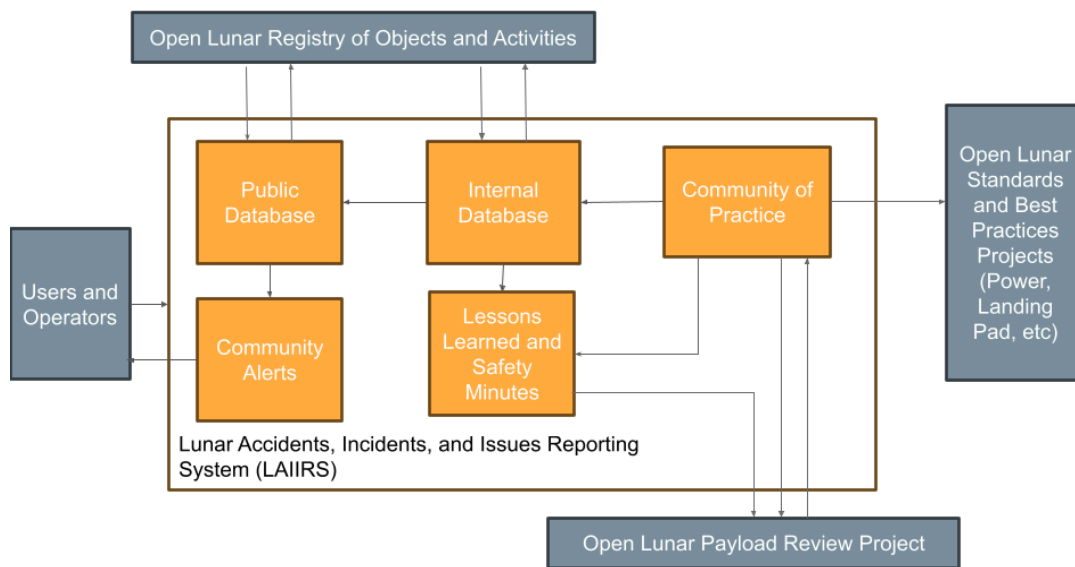 Open Lunar Registry of Objects and Activities
Public
Database
Internal
Database
Community of
Practice
Open Lunar
Standards
and Best
Practices
Projects
(Power,
Landing
Pad, etc)
Users and
Operators
Community
Alerts
Lessons
Learned and
Safety
Minutes
Lunar Accidents, Incidents, and Issues Reporting
System (LAIIRS)
Open Lunar Payload Review Project